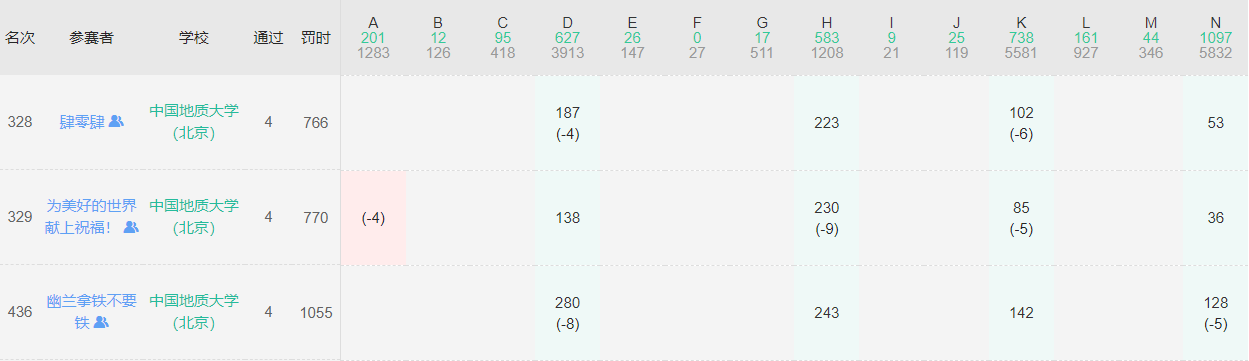 名次 参赛者 学校 通过 罚时 A B C D E F G H I J K L M N
201 12 95 627 26 0 17 583 9 25 738 161 44 1097
1283 126 418 3913 147 27 511 1208 21 119 5581 927 346 5832
328 肆零肆 中国地质大学(北京) 4 766 187 (-4) 223 102 (-6) 53
329 为美好的世界献上祝福！ 中国地质大学(北京) 4 770 (-4) 138 230 (-9) 85 (-5) 36
436 幽兰拿铁不要铁 中国地质大学(北京) 4 1055 280 (-8) 243 142 128 (-5)